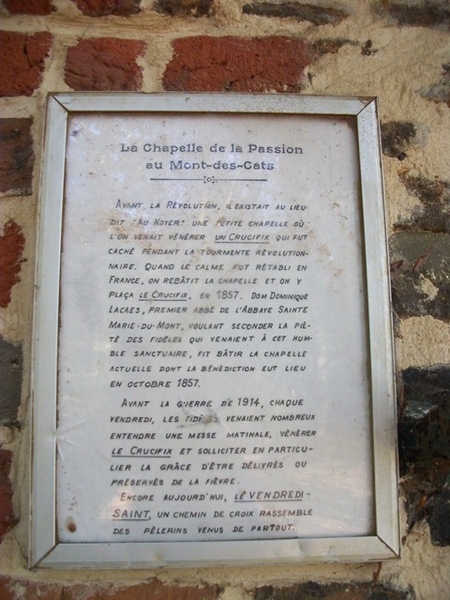 La Chapelle de la Passion
au Mont-des-Cats
AVANT LA RÉVOLUTION, IL EXISTAIT AU LIEU-
DIT "AU NOYER" UNE PETITE CHAPELLE OÙ
L'ON VENAIT VÉNÉRER UN CRUCIFIX QUI FUT
CACHÉ PENDANT LA TOURMENTE RÉVOLUTION-
NAIRE. QUAND LE CALME FUT RÉTABLI EN
FRANCE, ON REBÂTIT LA CHAPELLE ET ON Y
PLAÇA LE CRUCIFIX, EN 1857. DOM DOMINIQUE
LACAES, PREMIER ABBÉ DE L'ABBAYE SAINTE
MARIE-DU-MONT, VOULANT SECONDER LA PIÉ-
TÉ DES FIDÈLES QUI VENAIENT À CET HUM-
BLE SANCTUAIRE, FIT BÂTIR LA CHAPELLE
ACTUELLE DONT LA BÉNÉDICTION EUT LIEU
EN OCTOBRE 1857.
AVANT LA GUERRE DE 1914, CHAQUE
VENDREDI, LES FIDÈLES VENAIENT NOMBREUX
ENTENDRE UNE MESSE MATINALE, VÉNÉRER
LE CRUCIFIX ET SOLLICITER EN PARTICU-
LIER LA GRÂCE D'ÊTRE DÉLIVRÉS OU
PRÉSERVÉS DE LA FIÈVRE.
ENCORE AUJOURD'HUI, LE VENDREDI-
SAINT, UN CHEMIN DE CROIX RASSEMBLE
DES PÈLERINS VENUS DE PARTOUT.